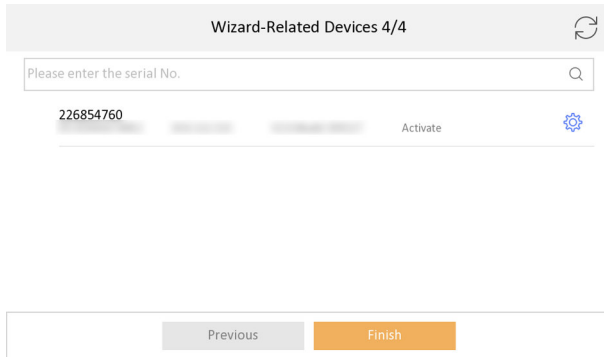 Wizard-Related Devices 4/4
Please enter the serial No.
226854760
Activate
Previous
Finish